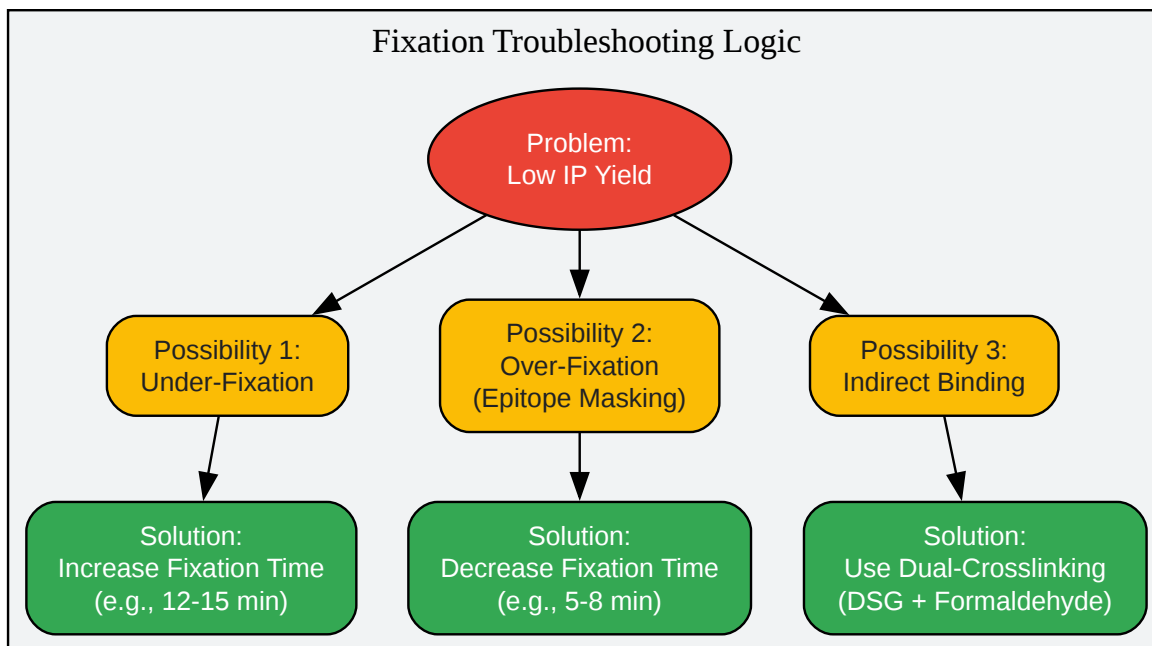 Fixation Troubleshooting Logic
Problem:
Low IP Yield
Possibility 1:
Under-Fixation
Possibility 2:
Over-Fixation
(Epitope Masking)
Possibility 3:
Indirect Binding
Solution:
Increase Fixation Time
(e.g., 12-15 min)
Solution:
Decrease Fixation Time
(e.g., 5-8 min)
Solution:
Use Dual-Crosslinking
(DSG + Formaldehyde)